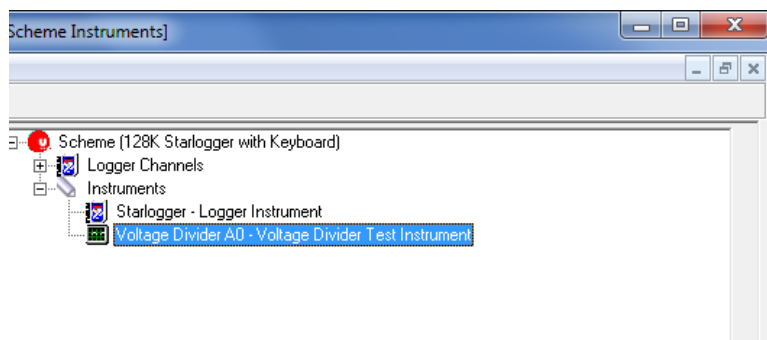 Scheme Instruments]
Scheme (128K Starlogger with Keyboard)
Logger Channels
Instruments
Starlogger - Logger Instrument
Voltage Divider A0 - Voltage Divider Test Instrument